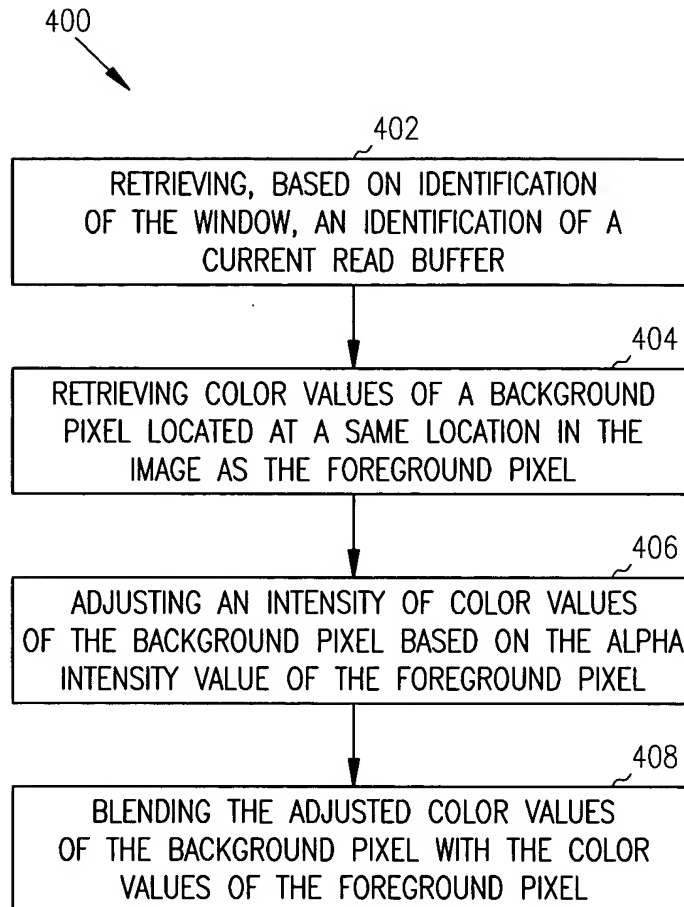 400
402
RETRIEVING, BASED ON IDENTIFICATION
OF THE WINDOW, AN IDENTIFICATION OF A
CURRENT READ BUFFER
404
RETRIEVING COLOR VALUES OF A BACKGROUND
PIXEL LOCATED AT A SAME LOCATION IN THE
IMAGE AS THE FOREGROUND PIXEL
406
ADJUSTING AN INTENSITY OF COLOR VALUES
OF THE BACKGROUND PIXEL BASED ON THE ALPHA
INTENSITY VALUE OF THE FOREGROUND PIXEL
408
BLENDING THE ADJUSTED COLOR VALUES
OF THE BACKGROUND PIXEL WITH THE COLOR
VALUES OF THE FOREGROUND PIXEL